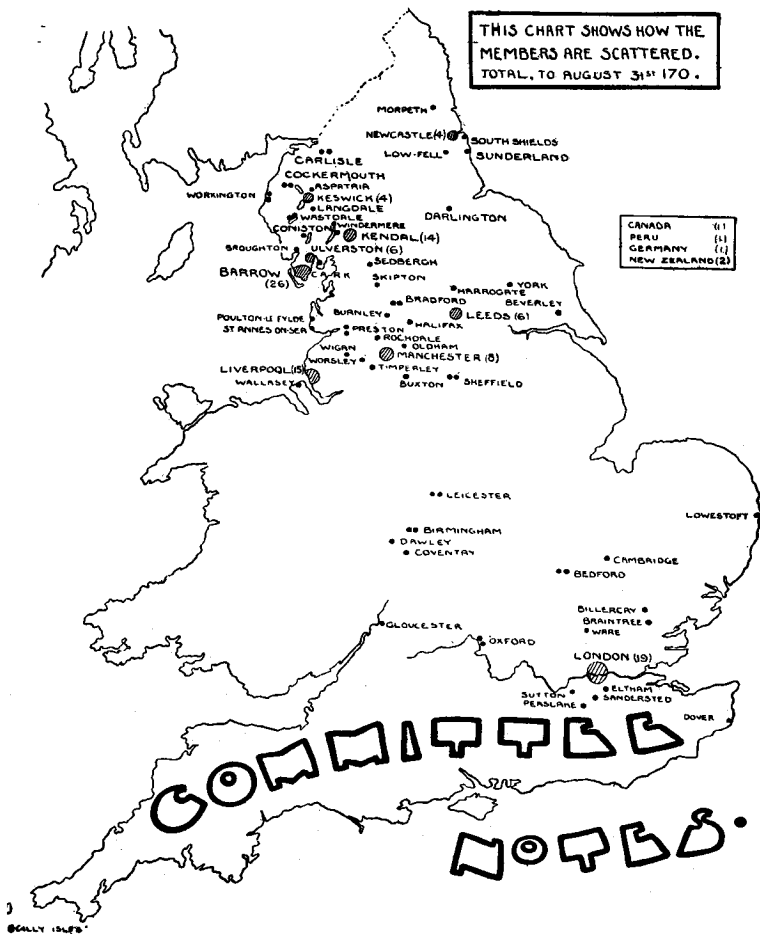 THIS CHART SHOWS HOW THE
MEMBERS ARE SCATTERED.
TOTAL, TO AUGUST 31st 170.
MORPETH
NEWCASTLE (4)
SOUTH SHIELDS
LOW-FELL
SUNDERLAND
CARLISLE
COCKERMOUTH
ASPATRIA
WORKINGTON
KESWICK (4)
LANGDALE
WASTDALE
DARLINGTON
CONISTON
WINDERMERE
KENDAL (14)
CANADA (1)
PERU (1)
GERMANY (1)
NEW ZEALAND (2)
BROUGHTON
ULVERSTON (6)
SEDBERGH
BARROW
(26)
CARK
SKIPTON
HARROGATE
YORK
BEVERLEY
BRADFORD
BURNLEY
LEEDS (6)
POULTON-LE FYLDE
ST ANNES ON-SEA
PRESTON
HALIFAX
ROCHDALE
OLDHAM
WIGAN
WORSLEY
MANCHESTER (8)
LIVERPOOL (15)
TIMPERLEY
WALLASEY
BUXTON
SHEFFIELD
LEICESTER
LOWESTOFT
BIRMINGHAM
DAWLEY
COVENTRY
CAMBRIDGE
BEDFORD
BILLERCAY
BRAINTREE
WARE
GLOUCESTER
OXFORD
LONDON (19)
ELTHAM
SUTTON
SANDERSTED
PEASLAKE
DOVER
COMMITTEE
NOTES.
SCILLY ISLES